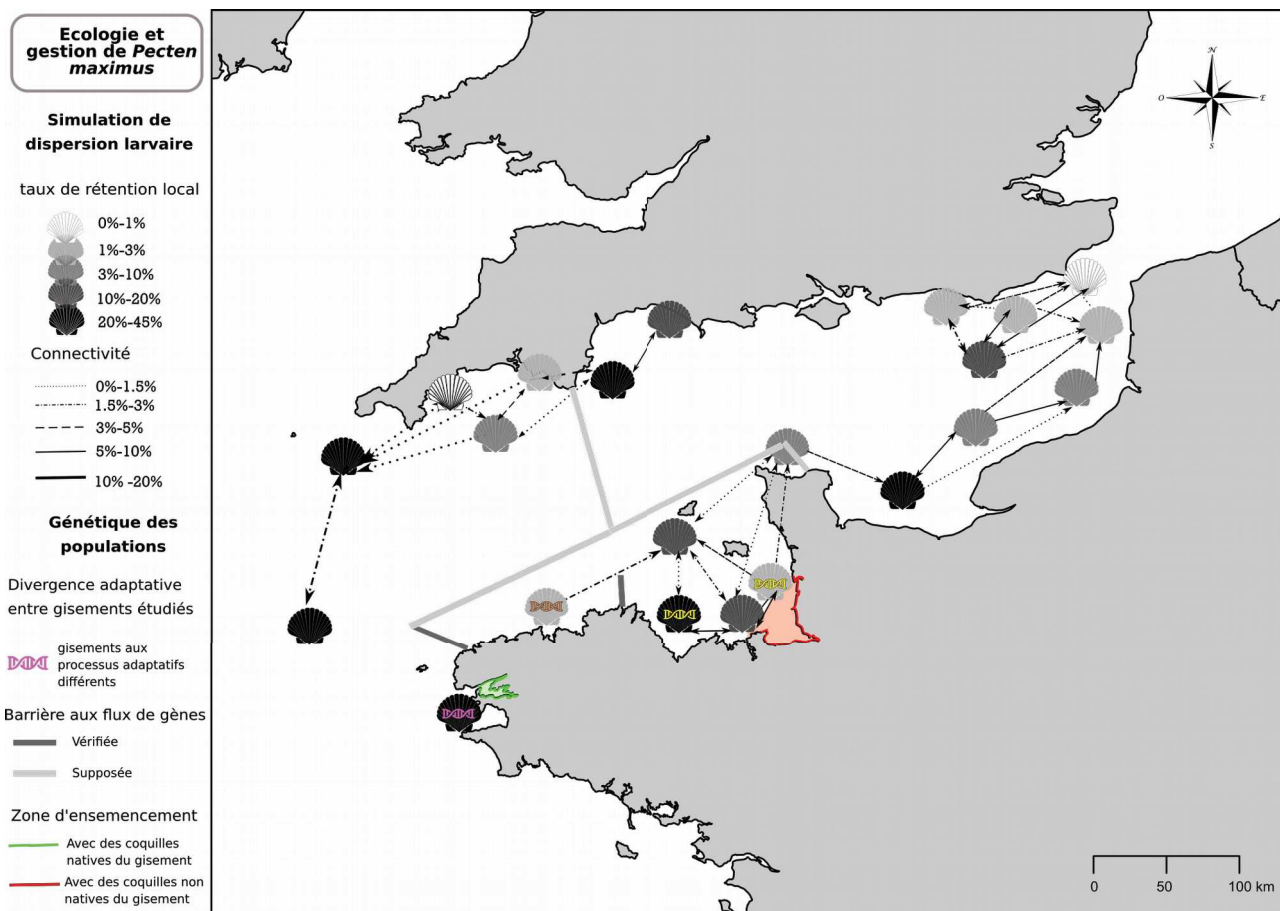 Ecologie et
gestion de Pecten
maximus
Simulation de
dispersion larvaire
taux de rétention local
0%-1%
1%-3%
3%-10%
10%-20%
20%-45%
Connectivité
0%-1.5%
1.5%-3%
3%-5%
5%-10%
10% -20%
Génétique des
populations
Divergence adaptative
entre gisements étudiés
gisements aux
processus adaptatifs
différents
Barrière aux flux de gènes
Vérifiée
Supposée
Zone d'ensemencement
Avec des coquilles
natives du gisement
Avec des coquilles non
natives du gisement
N
O
E
S
0 50 100 km